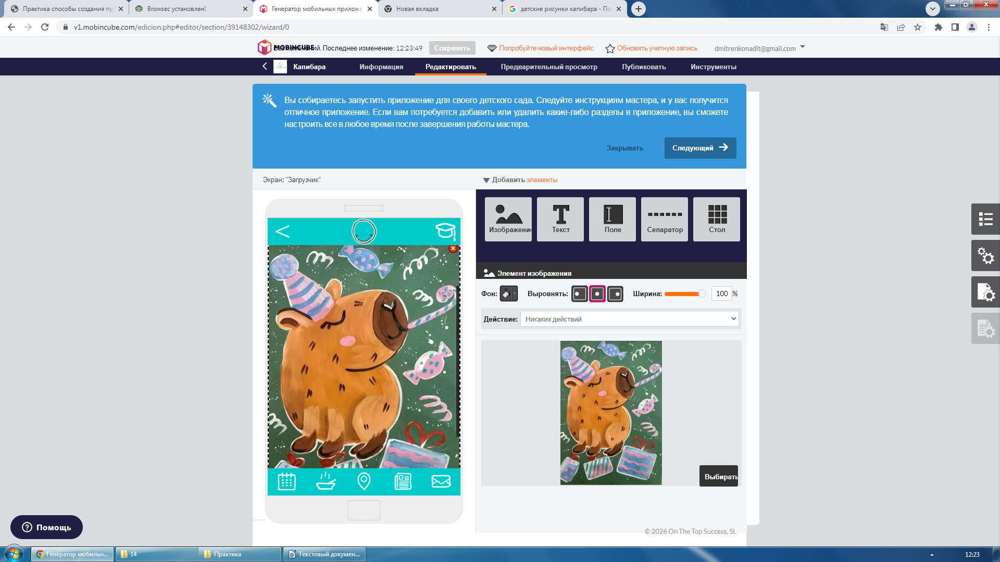 Практика способы создания пр
Browsec установлен!
Генератор мобильных приложе
Новая вкладка
детские рисунки капибара - По
v1.mobincube.com/edicion.php#editor/section/39148302/wizard/0
MOBINCUBE
Без изменений. Последнее изменение: 12:23:49
Сохранять
Попробуйте новый интерфейс
Обновить учетную запись
dmitrenkonadit@gmail.com
Капибара
Информация
Редактировать
Предварительный просмотр
Публиковать
Инструменты
Вы собираетесь запустить приложение для своего детского сада. Следуйте инструкциям мастера, и у вас получится
отличное приложение. Если вам потребуется добавить или удалить какие-либо разделы в приложение, вы сможете
настроить все в любое время после завершения работы мастера.
Закрывать
Следующий
Экран: "Загрузчик"
Добавить элементы
Изображение
Текст
Поле
Сепаратор
Стол
Элемент изображения
Фон:
Выровнять:
Ширина:
100
%
Действие:
Никаких действий
Выбирать
© 2026 On The Top Success, SL
Помощь
Генератор мобильн...
14
Практика
Текстовый докумен...
12:23